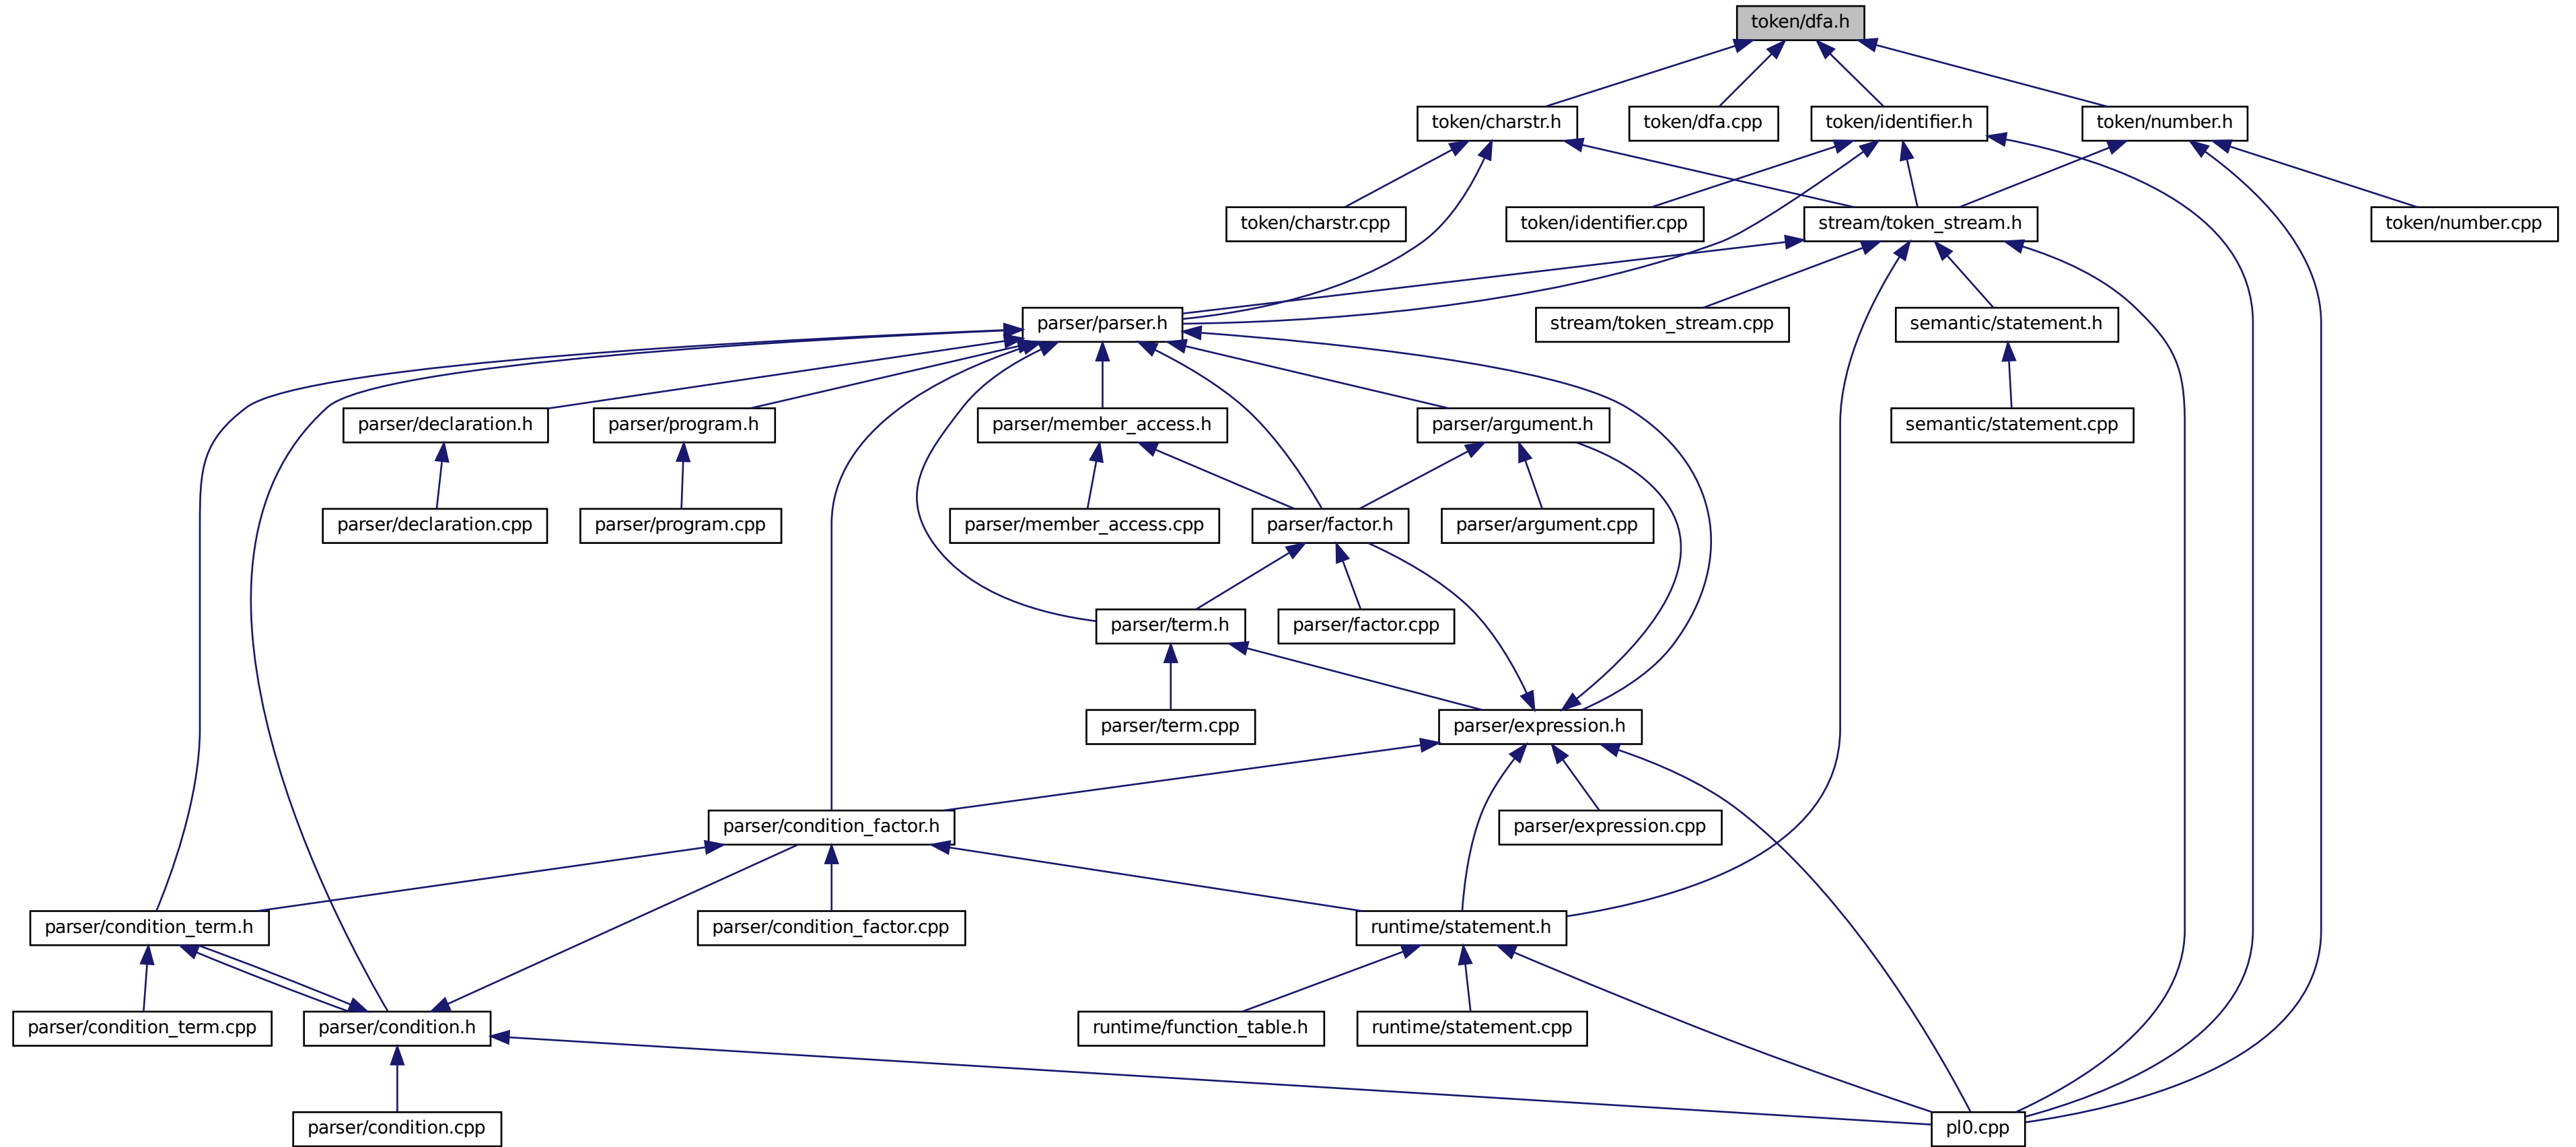 token/dfa.h
token/charstr.h
token/dfa.cpp
token/identifier.h
token/number.h
token/charstr.cpp
token/identifier.cpp
stream/token_stream.h
token/number.cpp
parser/parser.h
stream/token_stream.cpp
semantic/statement.h
parser/declaration.h
parser/program.h
parser/member_access.h
parser/argument.h
semantic/statement.cpp
parser/declaration.cpp
parser/program.cpp
parser/member_access.cpp
parser/factor.h
parser/argument.cpp
parser/term.h
parser/factor.cpp
parser/term.cpp
parser/expression.h
parser/condition_factor.h
parser/expression.cpp
parser/condition_term.h
parser/condition_factor.cpp
runtime/statement.h
parser/condition_term.cpp
parser/condition.h
runtime/function_table.h
runtime/statement.cpp
parser/condition.cpp
pl0.cpp